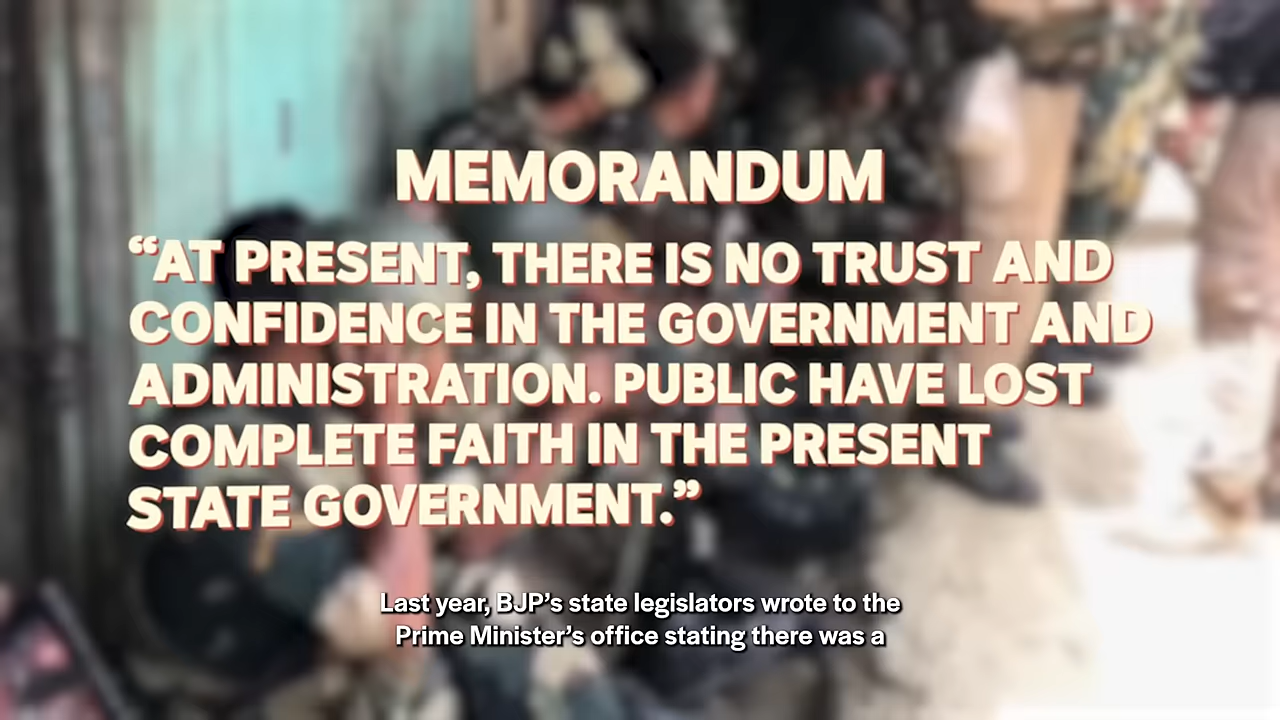 MEMORANDUM
“AT PRESENT, THERE IS NO TRUST AND
CONFIDENCE IN THE GOVERNMENT AND
ADMINISTRATION. PUBLIC HAVE LOST
COMPLETE FAITH IN THE PRESENT
STATE GOVERNMENT.”
Last year, BJP’s state legislators wrote to the
Prime Minister’s office stating there was a